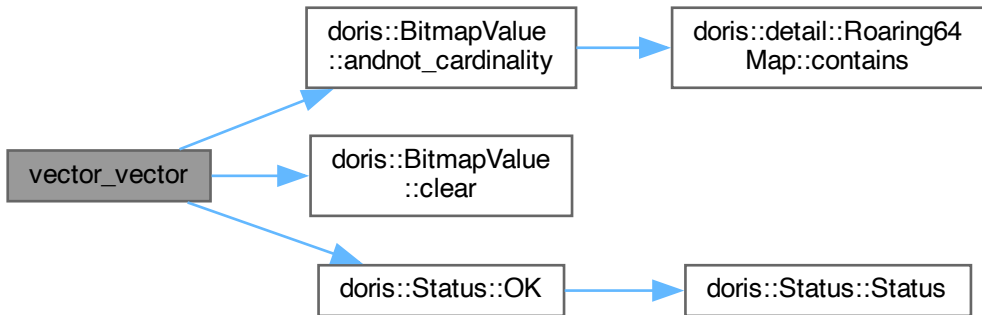 doris::BitmapValue
::andnot_cardinality
doris::detail::Roaring64
Map::contains
vector_vector
doris::BitmapValue
::clear
doris::Status::OK
doris::Status::Status